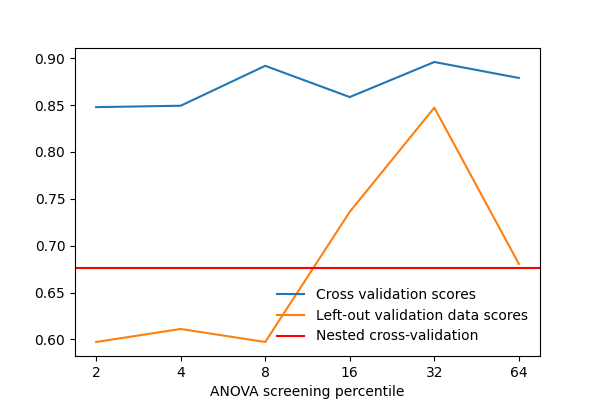 0.90
0.85
0.80
0.75
0.70
0.65
0.60
Cross validation scores
Left-out validation data scores
Nested cross-validation
2 4 8 16 32 64
ANOVA screening percentile